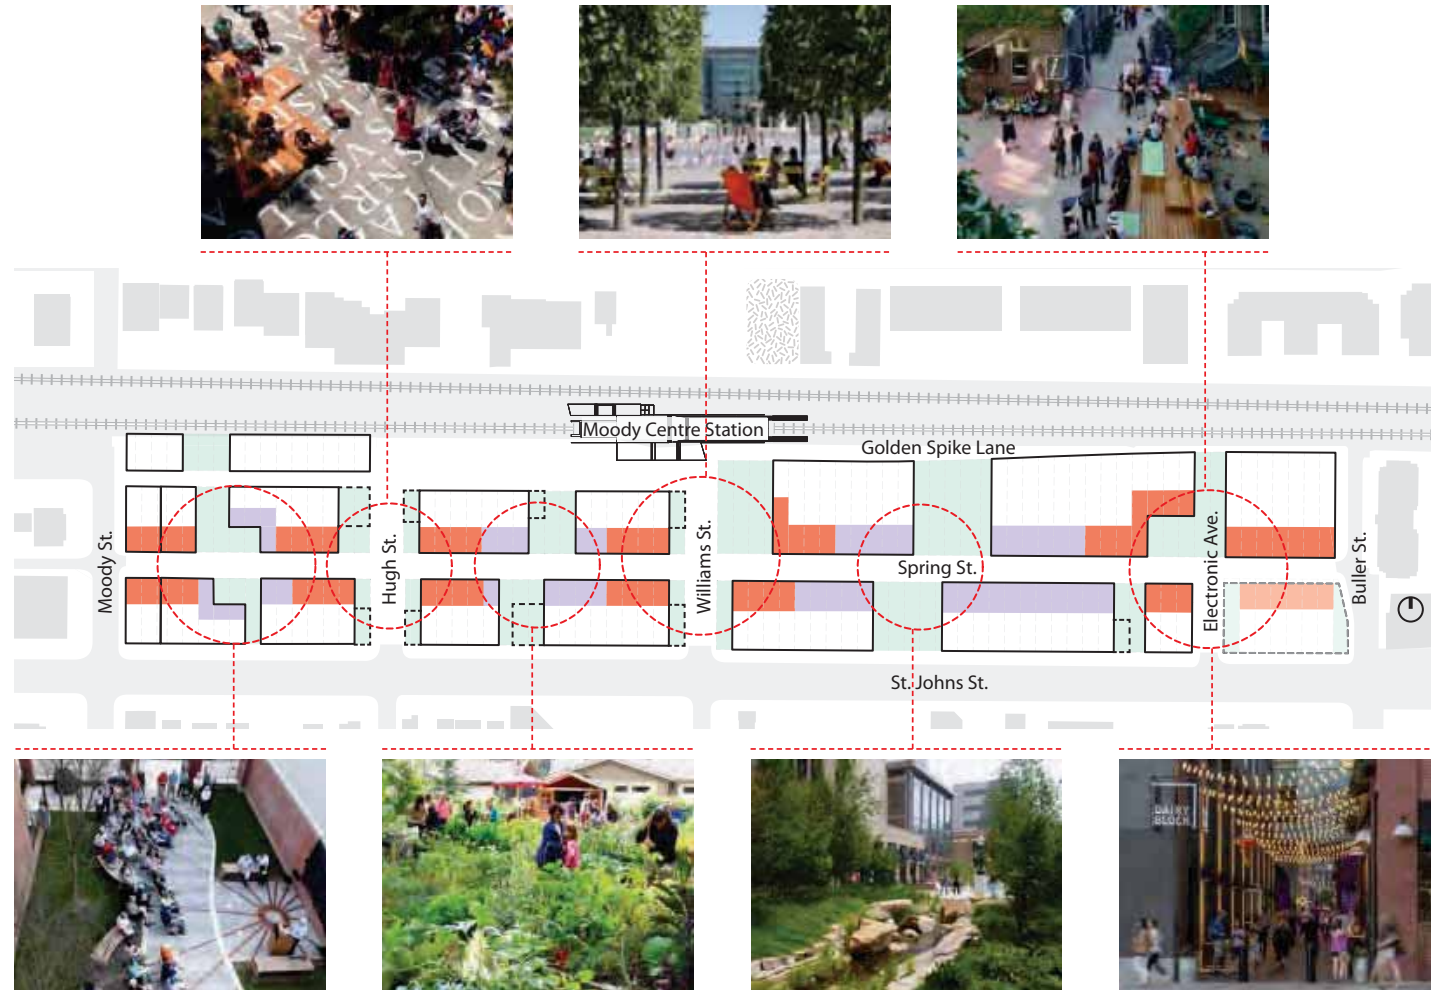 Moody Centre Station
Golden Spike Lane
Moody St.
Hugh St.
Williams St.
Spring St.
Electronic Ave.
Buller St.
St. Johns St.
DAIRY
BLOCK